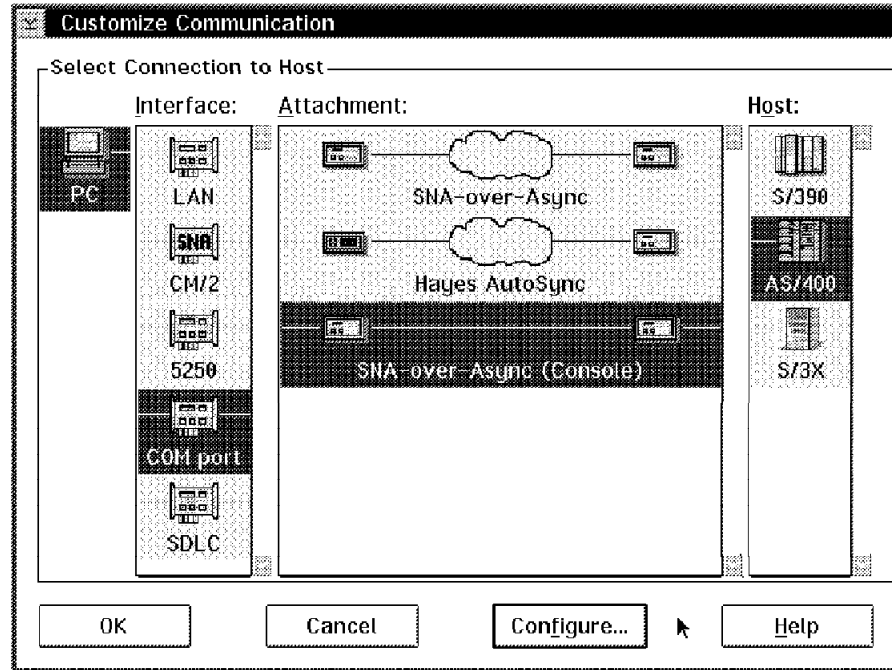 Customize Communication
Select Connection to Host
Interface:
Attachment:
Host:
PC
LAN
SNA
CM/2
5250
COM port
SDLC
SNA-over-Async
Hayes AutoSync
SNA-over-Async (Console)
S/390
AS/400
S/3X
OK
Cancel
Configure...
Help